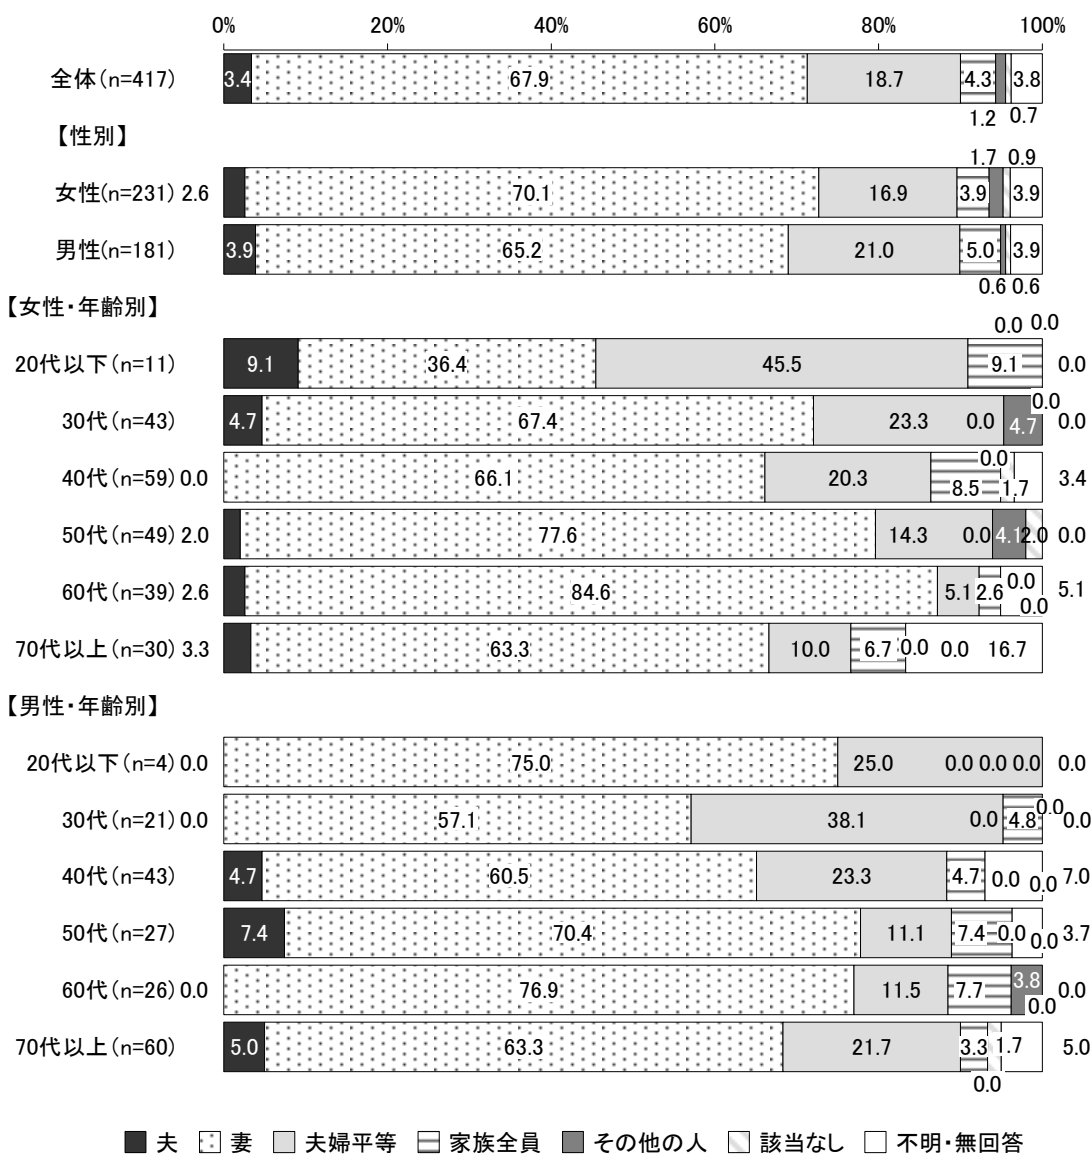 0% 20% 40% 60% 80% 100%
全体(n=417) 3.4 67.9 18.7 4.3 3.8
1.2 0.7
【性別】
1.7 0.9
女性(n=231) 2.6 70.1 16.9 3.9 3.9
男性(n=181) 3.9 65.2 21.0 5.0 3.9
0.6 0.6
【女性・年齢別】
0.0 0.0
20代以下(n=11) 9.1 36.4 45.5 9.1 0.0
0.0
30代(n=43) 4.7 67.4 23.3 0.0 4.7 0.0
0.0
40代(n=59) 0.0 66.1 20.3 8.5 1.7 3.4
50代(n=49) 2.0 77.6 14.3 0.0 4.1 2.0 0.0
60代(n=39) 2.6 84.6 5.1 2.6 0.0 0.0 5.1
70代以上(n=30) 3.3 63.3 10.0 6.7 0.0 0.0 16.7
【男性・年齢別】
20代以下(n=4) 0.0 75.0 25.0 0.0 0.0 0.0 0.0
30代(n=21) 0.0 57.1 38.1 0.0 4.8 0.0 0.0
40代(n=43) 4.7 60.5 23.3 4.7 0.0 0.0 7.0
50代(n=27) 7.4 70.4 11.1 7.4 0.0 0.0 3.7
60代(n=26) 0.0 76.9 11.5 7.7 3.8 0.0 0.0
70代以上(n=60) 5.0 63.3 21.7 3.3 1.7 5.0
0.0
夫 妻 夫婦平等 家族全員 その他の人 該当なし 不明・無回答